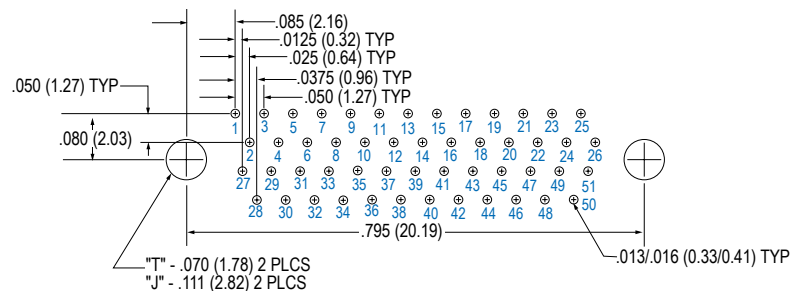 .085 (2.16)
.0125 (0.32) TYP
.025 (0.64)
.0375 (0.96) TYP
.050 (1.27) TYP
.050 (1.27) TYP
.080 (2.03)
1 3 5 7 9 11 13 15 17 19 21 23 25
2 4 6 8 10 12 14 16 18 20 22 24 26
27 29 31 33 35 37 39 41 43 45 47 49 51
28 30 32 34 36 38 40 42 44 46 48 50
.795 (20.19)
.013/.016 (0.33/0.41) TYP
"T" - .070 (1.78) 2 PLCS
"J" - .111 (2.82) 2 PLCS